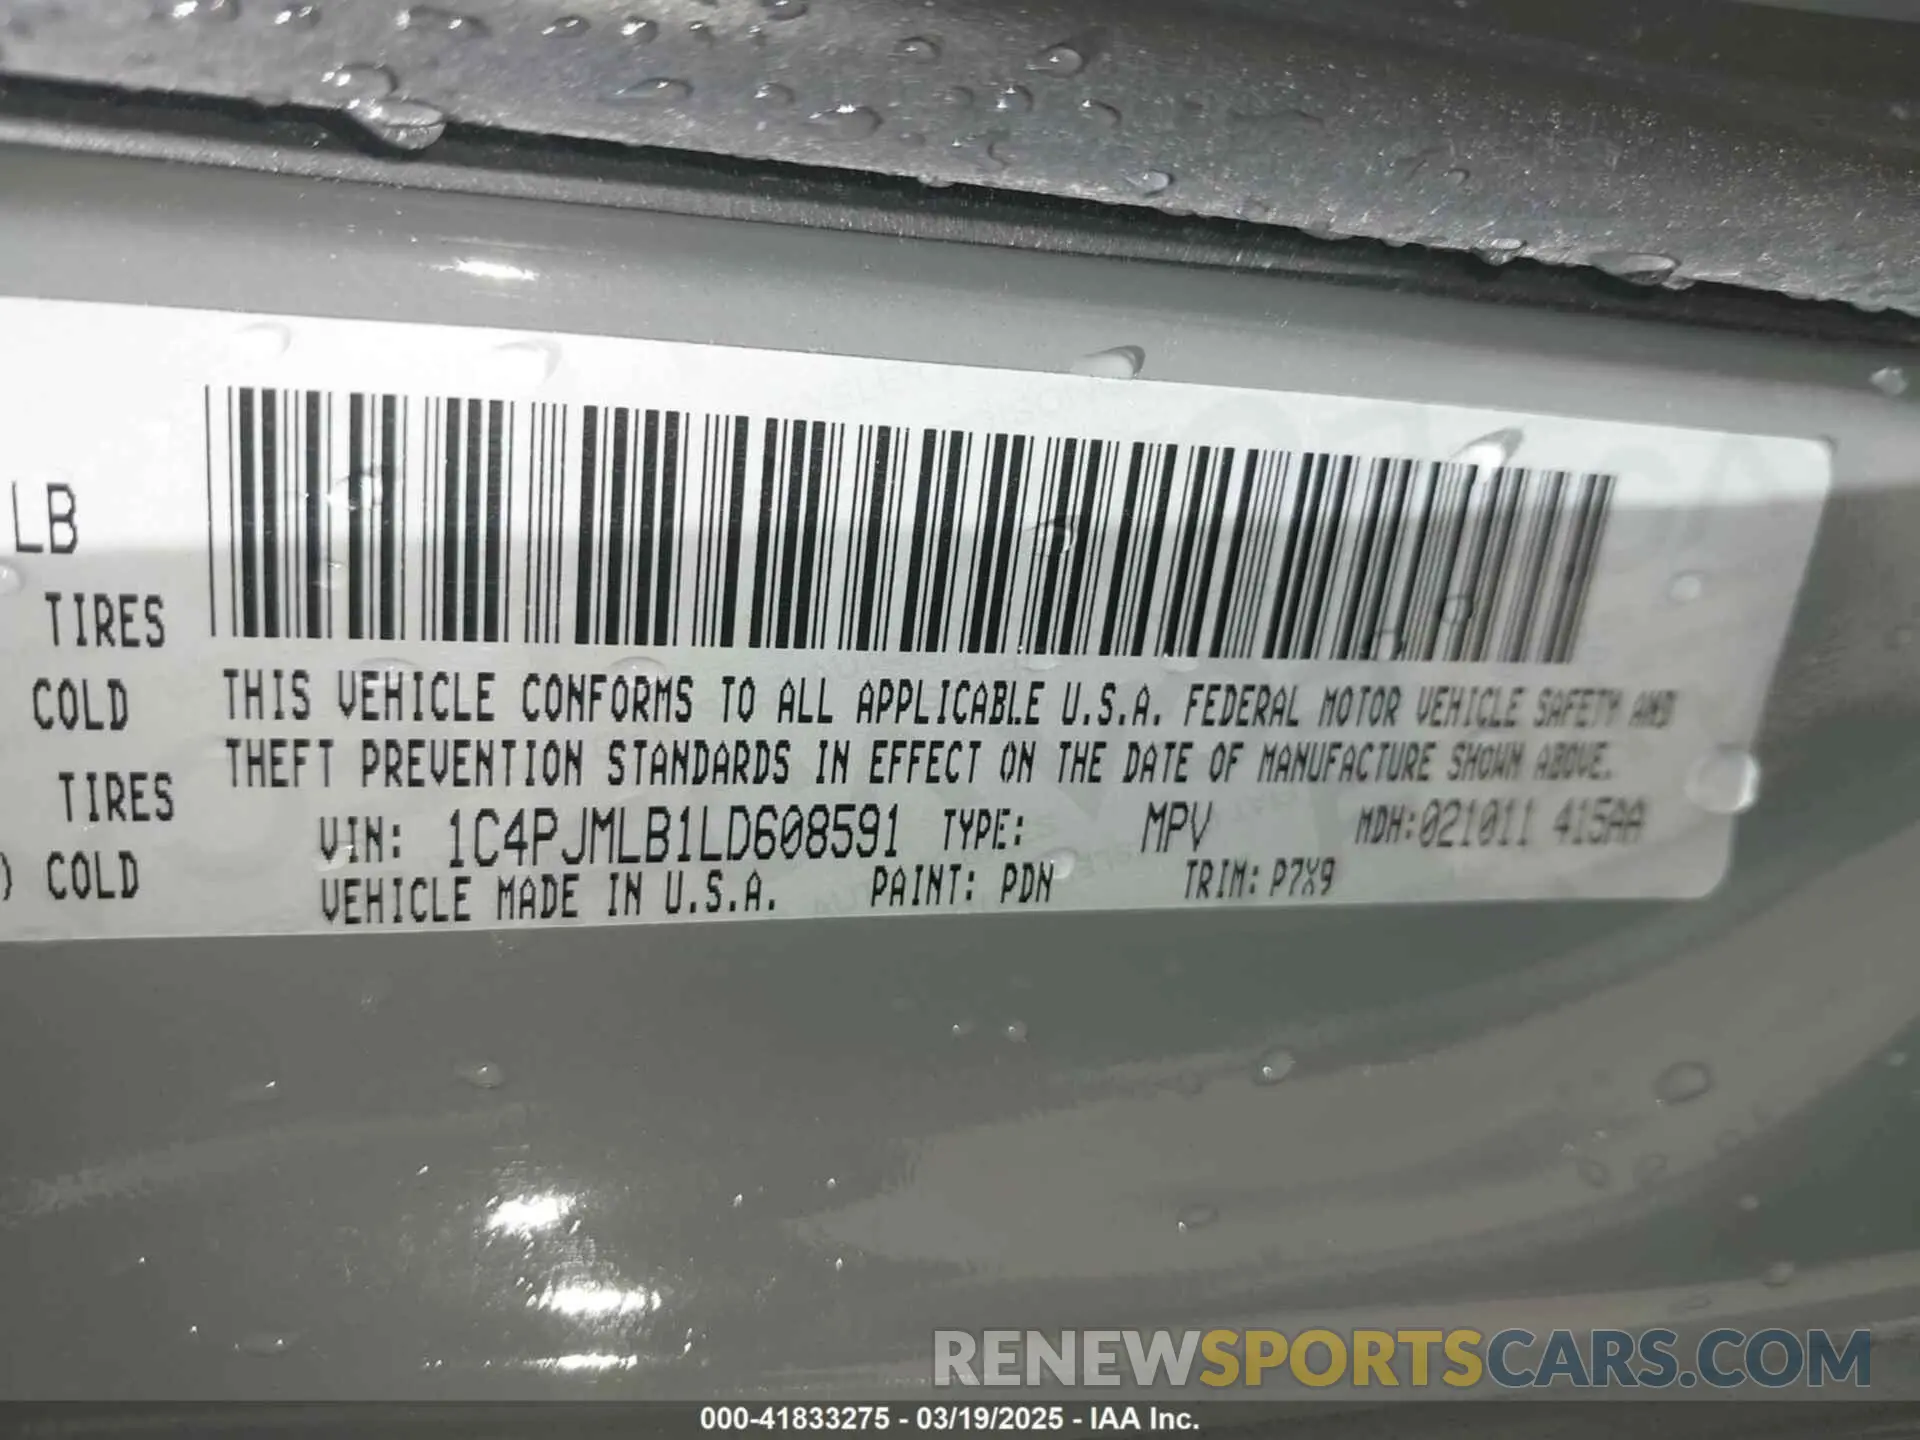 LB
TIRES
COLD
TIRES
) COLD
THIS VEHICLE CONFORMS TO ALL APPLICABLE U.S.A. FEDERAL MOTOR VEHICLE SAFETY AND
THEFT PREVENTION STANDARDS IN EFFECT ON THE DATE OF MANUFACTURE SHOWN ABOVE.
VIN: 1C4PJMLB1LD608591 TYPE: MPV MDH:021011 415AA
VEHICLE MADE IN U.S.A. PAINT: PDN TRIM: P7X9
RENEWSPORTSCARS.COM
000-41833275 - 03/19/2025 - IAA Inc.